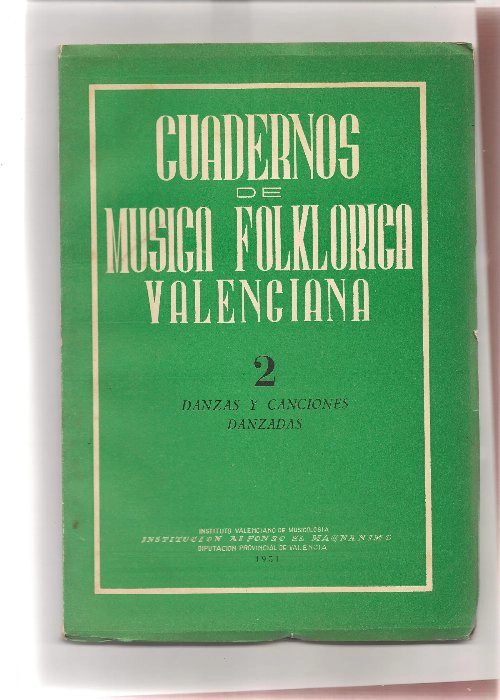 CUADERNOS
DE
MUSICA FOLKLORICA
VALENCIANA
2
DANZAS Y CANCIONES
DANZADAS
INSTITUTO VALENCIANO DE MUSICOLOGIA
INSTITUCION ALFONSO EL MAGNANIMO
DIPUTACION PROVINCIAL DE VALENCIA
1951